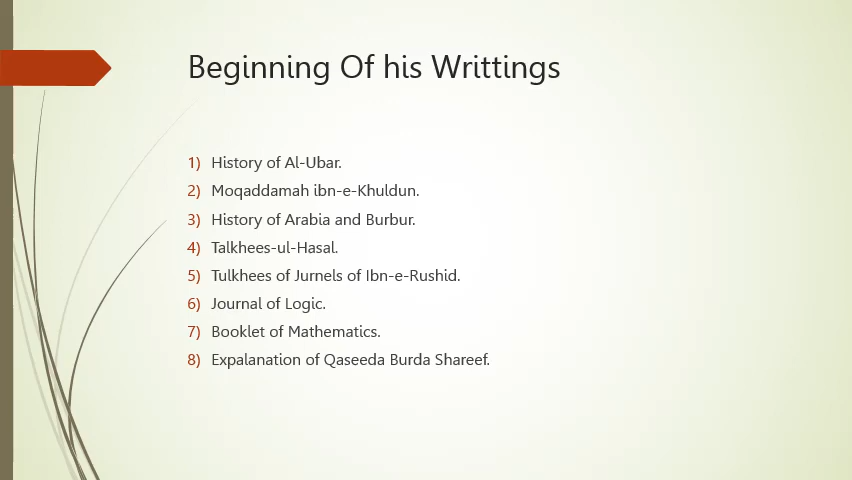 Beginning Of his Writtings
1) History of Al-Ubar.
2) Moqaddamah ibn-e-Khuldun.
3) History of Arabia and Burbur.
4) Talkhees-ul-Hasal.
5) Tulkhees of Jurnels of Ibn-e-Rushid.
6) Journal of Logic.
7) Booklet of Mathematics.
8) Expalanation of Qaseeda Burda Shareef.